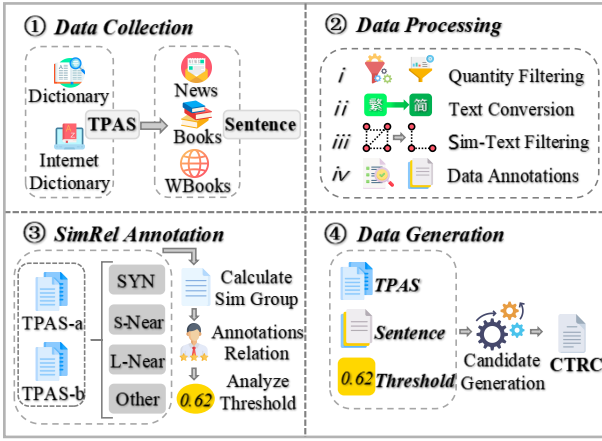 ① Data Collection
Dictionary
TPAS
Internet
Dictionary
News
Books
WBooks
Sentence
② Data Processing
i Quantity Filtering
ii 繁 简 Text Conversion
iii Sim-Text Filtering
iv Data Annotations
③ SimRel Annotation
TPAS-a
TPAS-b
SYN
S-Near
L-Near
Other
Calculate
Sim Group
Annotations
Relation
0.62
Analyze
Threshold
④ Data Generation
TPAS
Sentence
0.62 Threshold
Candidate
Generation
CTRC